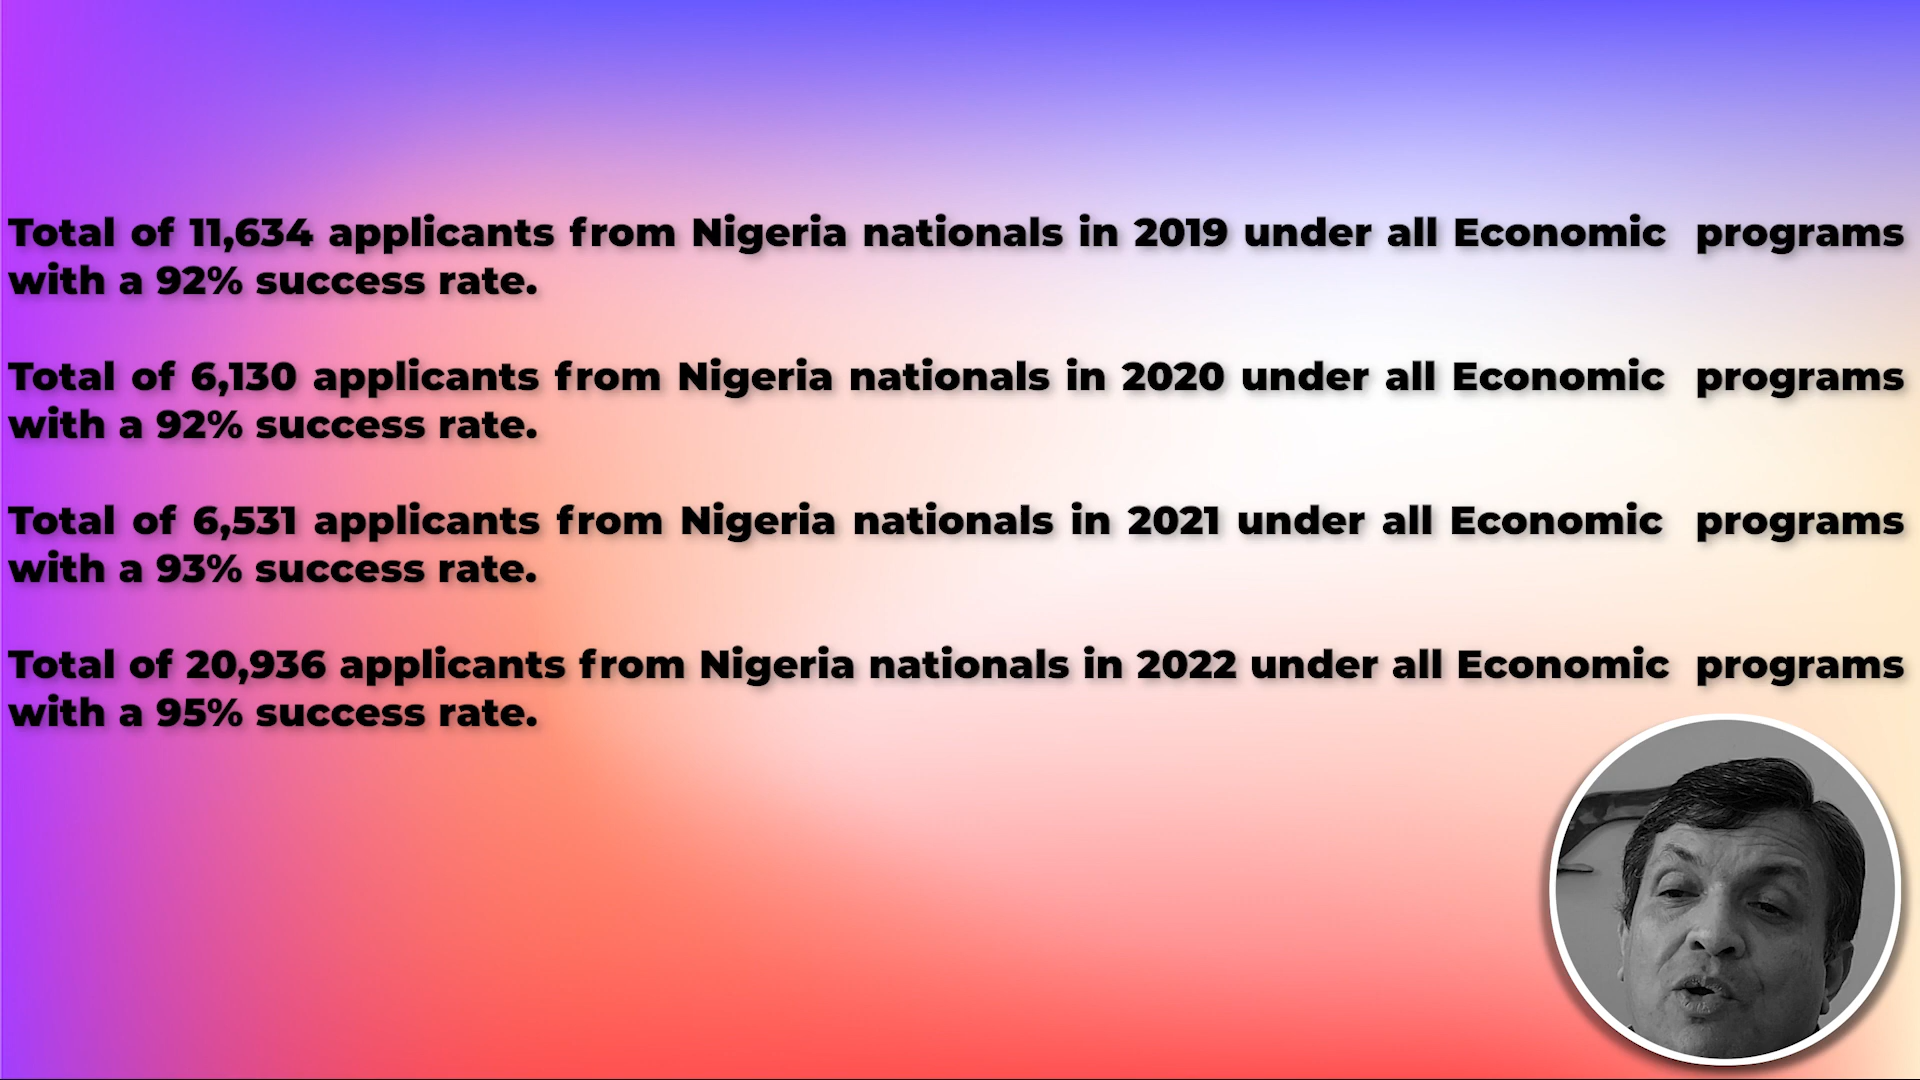 Total of 11,634 applicants from Nigeria nationals in 2019 under all Economic programs
with a 92% success rate.
Total of 6,130 applicants from Nigeria nationals in 2020 under all Economic programs
with a 92% success rate.
Total of 6,531 applicants from Nigeria nationals in 2021 under all Economic programs
with a 93% success rate.
Total of 20,936 applicants from Nigeria nationals in 2022 under all Economic programs
with a 95% success rate.